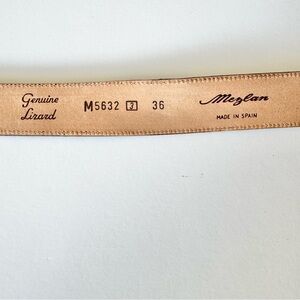 Genuine
Lizard
M5632 3 36
Mezlan
MADE IN SPAIN